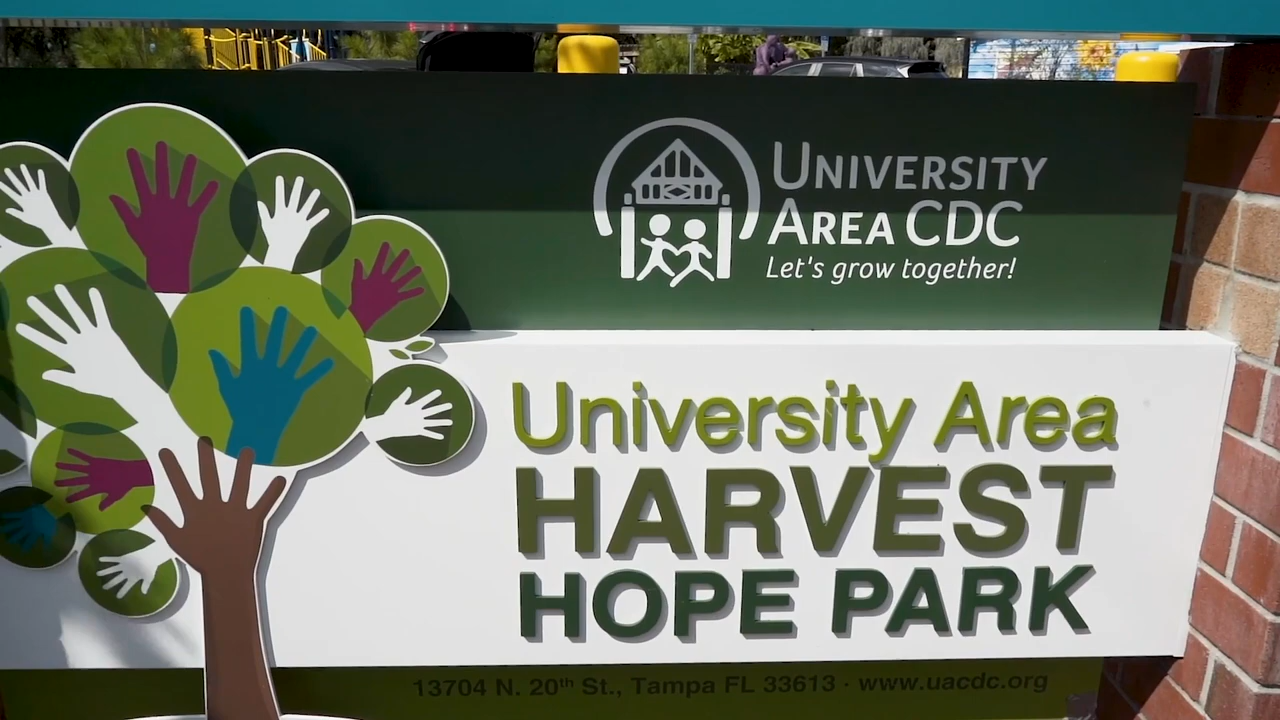 UNIVERSITY
AREA CDC
Let's grow together!
University Area
HARVEST
HOPE PARK
13704 N. 20th St., Tampa FL 33613 · www.uacdc.org